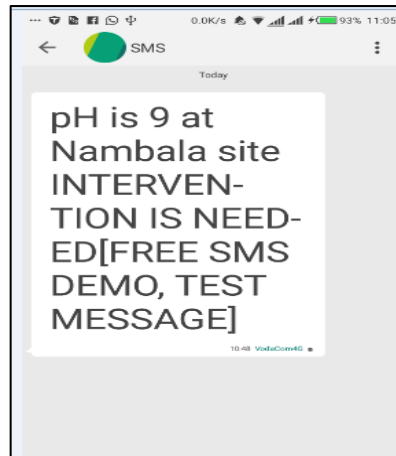 0.0K/s 93% 11:05
SMS
Today
pH is 9 at
Nambala site
INTERVEN-
TION IS NEED-
ED[FREE SMS
DEMO, TEST
MESSAGE]
10:48 VodaCom4G